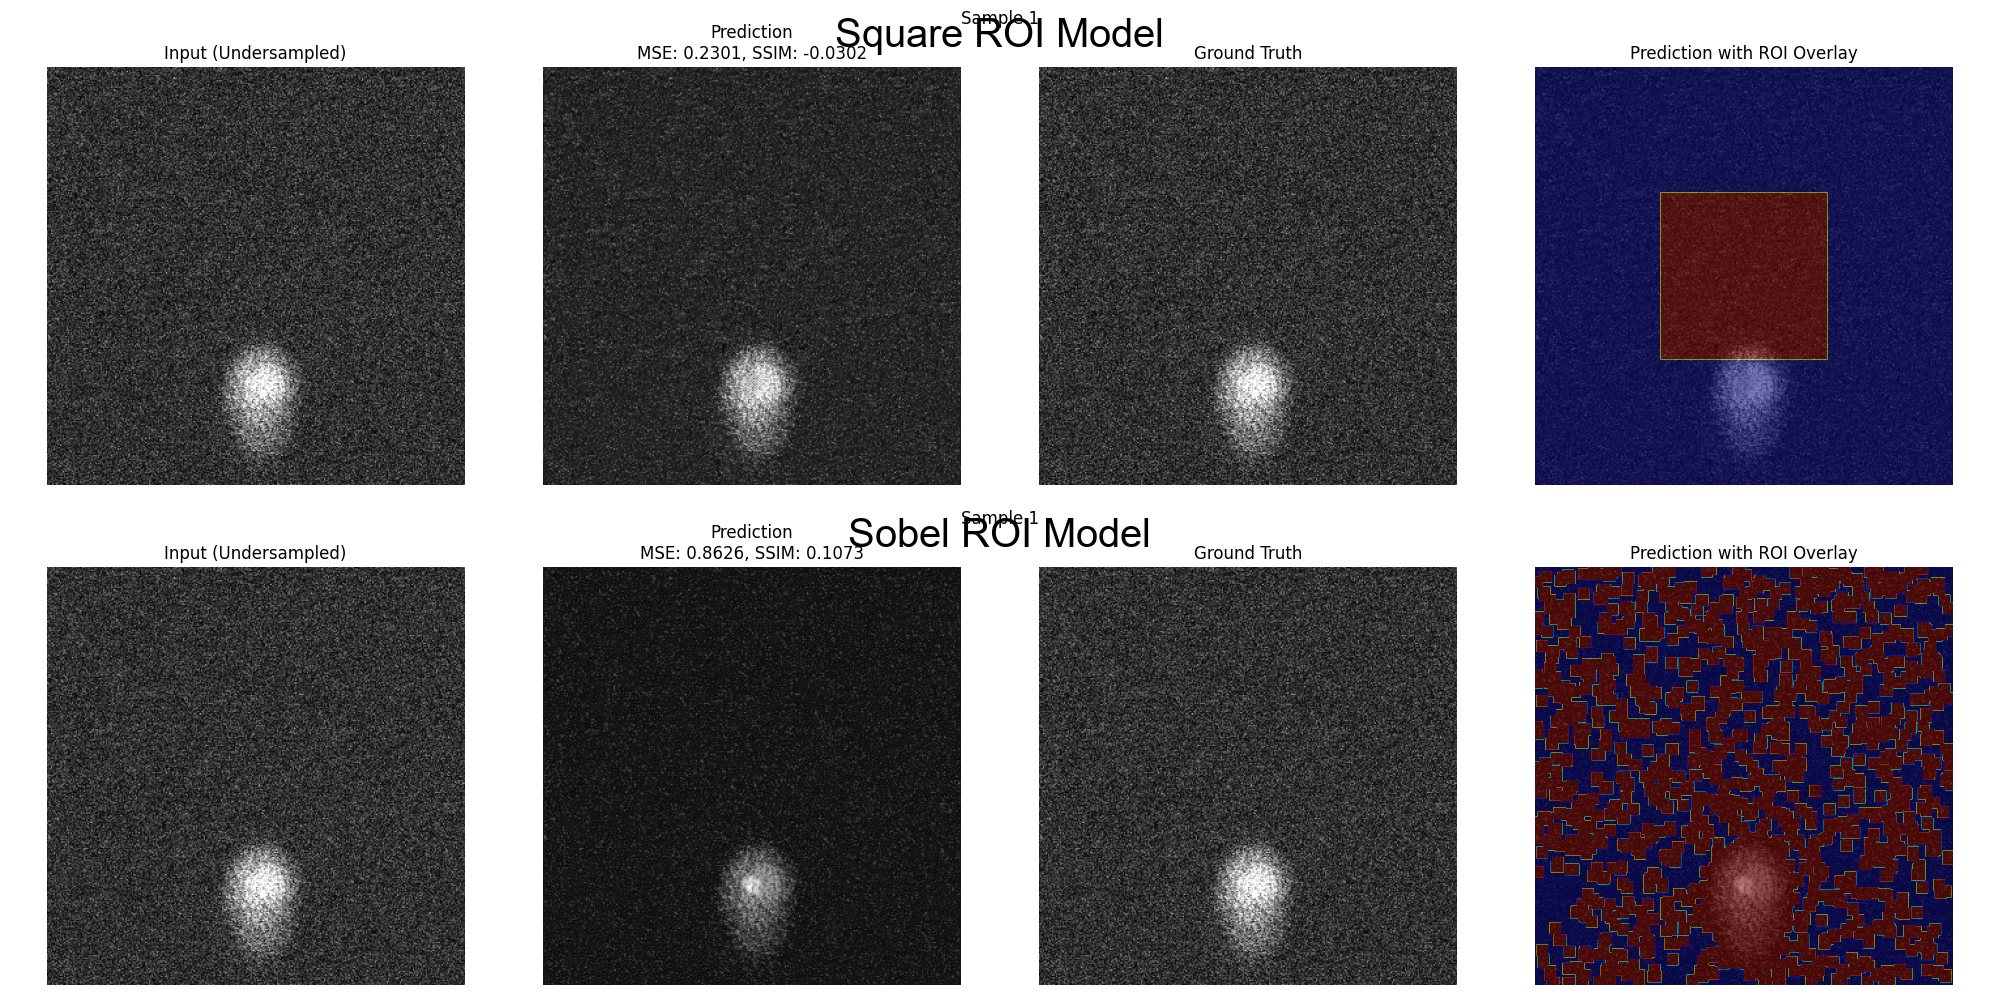 Sample 1
Square ROI Model
Input (Undersampled)
Prediction
MSE: 0.2301, SSIM: -0.0302
Ground Truth
Prediction with ROI Overlay
Sample 1
Sobel ROI Model
Input (Undersampled)
Prediction
MSE: 0.8626, SSIM: 0.1073
Ground Truth
Prediction with ROI Overlay